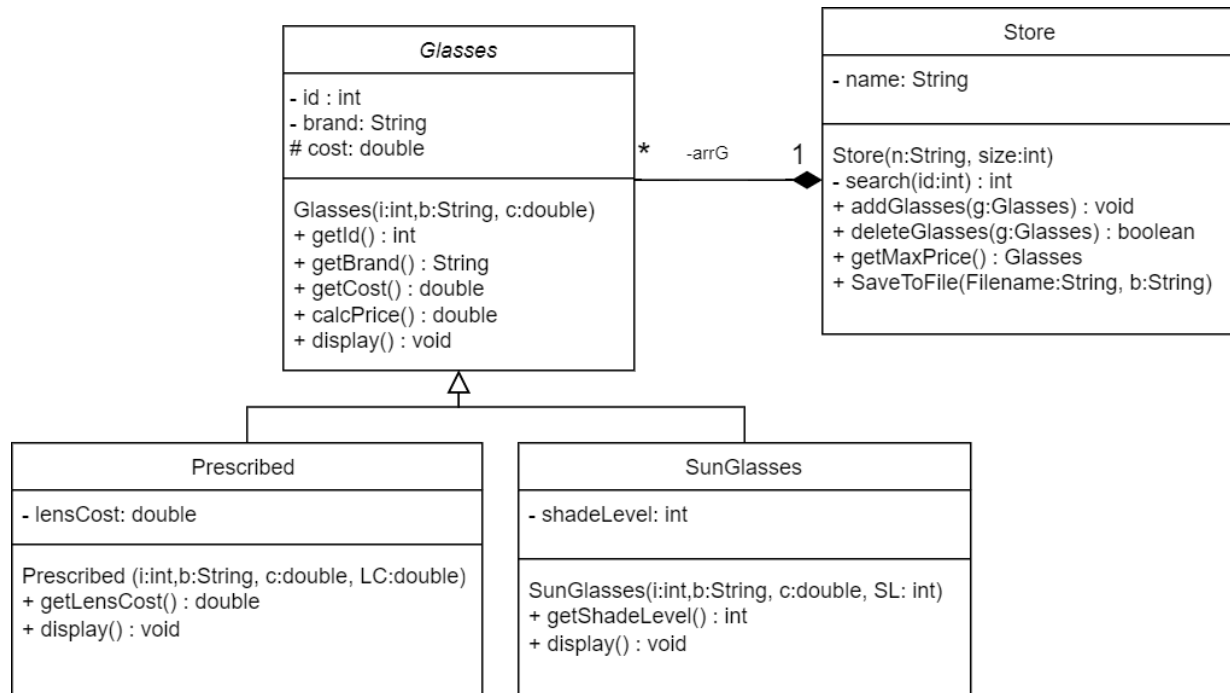 Glasses
- id : int
- brand: String
# cost: double
Glasses(i:int,b:String, c:double)
+ getId() : int
+ getBrand() : String
+ getCost() : double
+ calcPrice() : double
+ display() : void
* -arrG 1
Store
- name: String
Store(n:String, size:int)
- search(id:int) : int
+ addGlasses(g:Glasses) : void
+ deleteGlasses(g:Glasses) : boolean
+ getMaxPrice() : Glasses
+ SaveToFile(Filename:String, b:String)
Prescribed
- lensCost: double
Prescribed (i:int,b:String, c:double, LC:double)
+ getLensCost() : double
+ display() : void
SunGlasses
- shadeLevel: int
SunGlasses(i:int,b:String, c:double, SL: int)
+ getShadeLevel() : int
+ display() : void